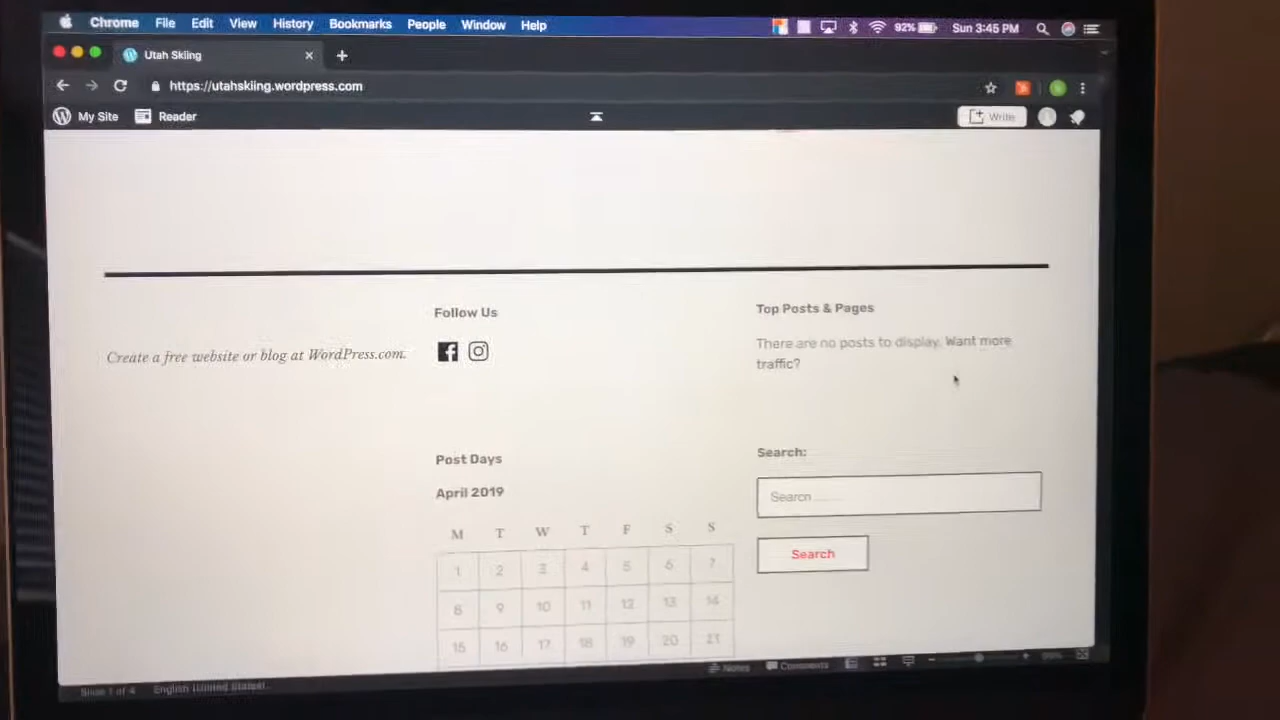 Chrome File Edit View History Bookmarks People Window Help 92% Sun 3:45 PM
Utah Skiing
https://utahskiing.wordpress.com
My Site Reader Write
Follow Us
Top Posts & Pages
There are no posts to display. Want more
traffic?
Create a free website or blog at WordPress.com.
Post Days
Search:
April 2019
Search ......
M T W T F S S
Search
1 2 3 4 5 6 7
8 9 10 11 12 13 14
15 16 17 18 19 20 21
Notes Comments
Slide 1 of 4 English (United States)